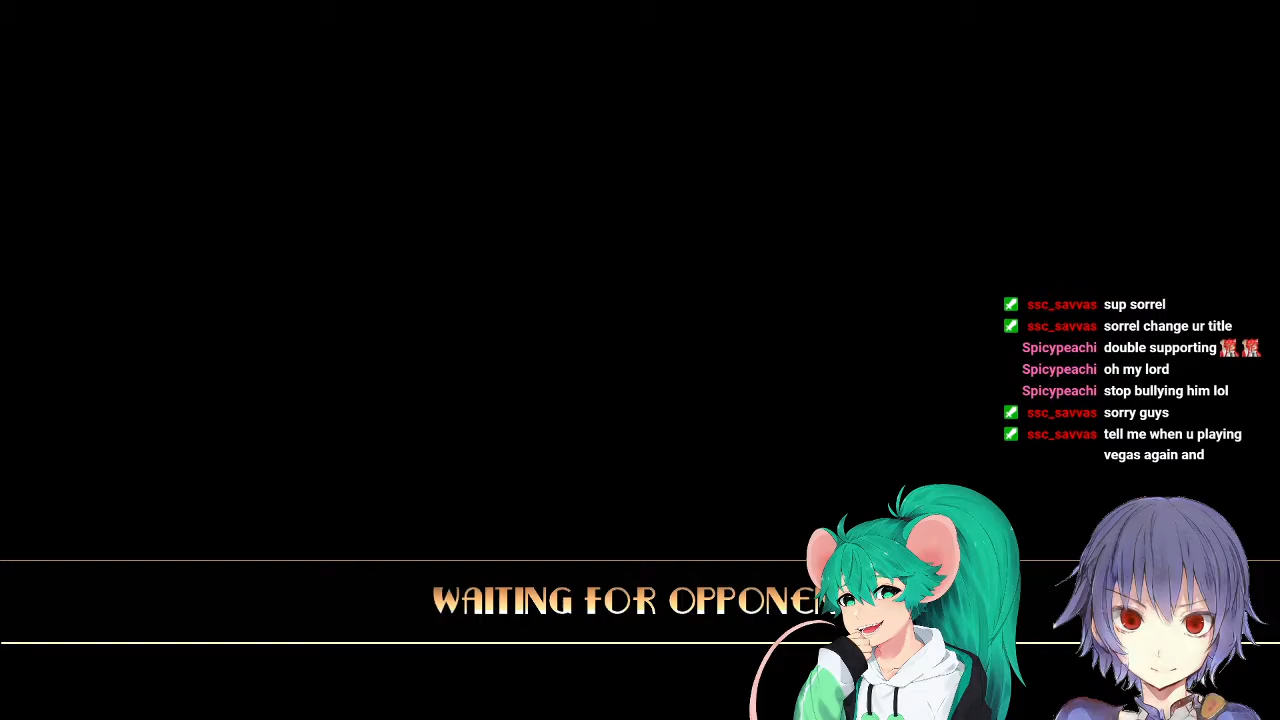 ssc_savvas sup sorrel
ssc_savvas sorrel change ur title
Spicypeachi double supporting
Spicypeachi oh my lord
Spicypeachi stop bullying him lol
ssc_savvas sorry guys
ssc_savvas tell me when u playing
vegas again and
WAITING FOR